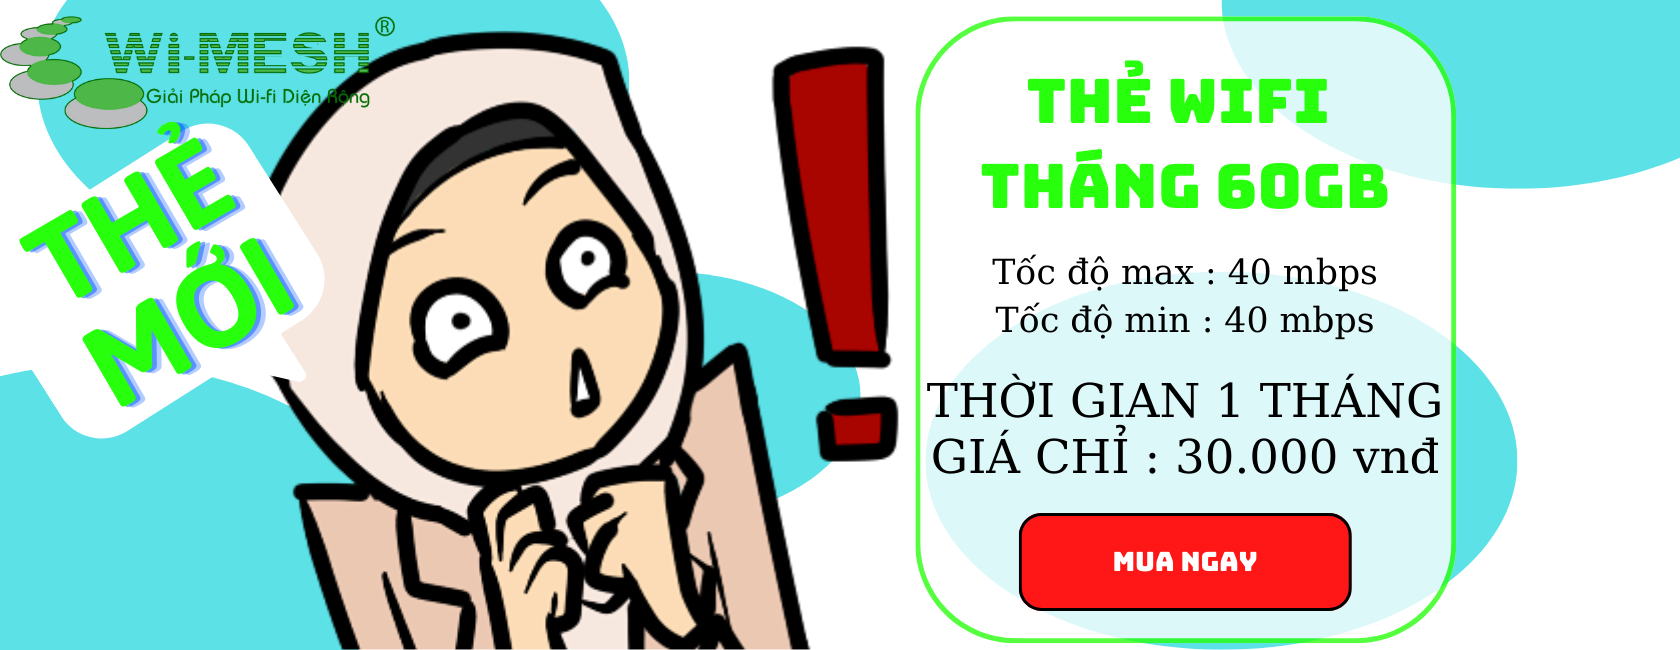 Wi-MESH®
Giải Pháp Wi-fi Diện Rộng
THẺ
MỚI
THẺ WIFI
THÁNG 60GB
Tốc độ max : 40 mbps
Tốc độ min : 40 mbps
THỜI GIAN 1 THÁNG
GIÁ CHỈ : 30.000 vnđ
MUA NGAY